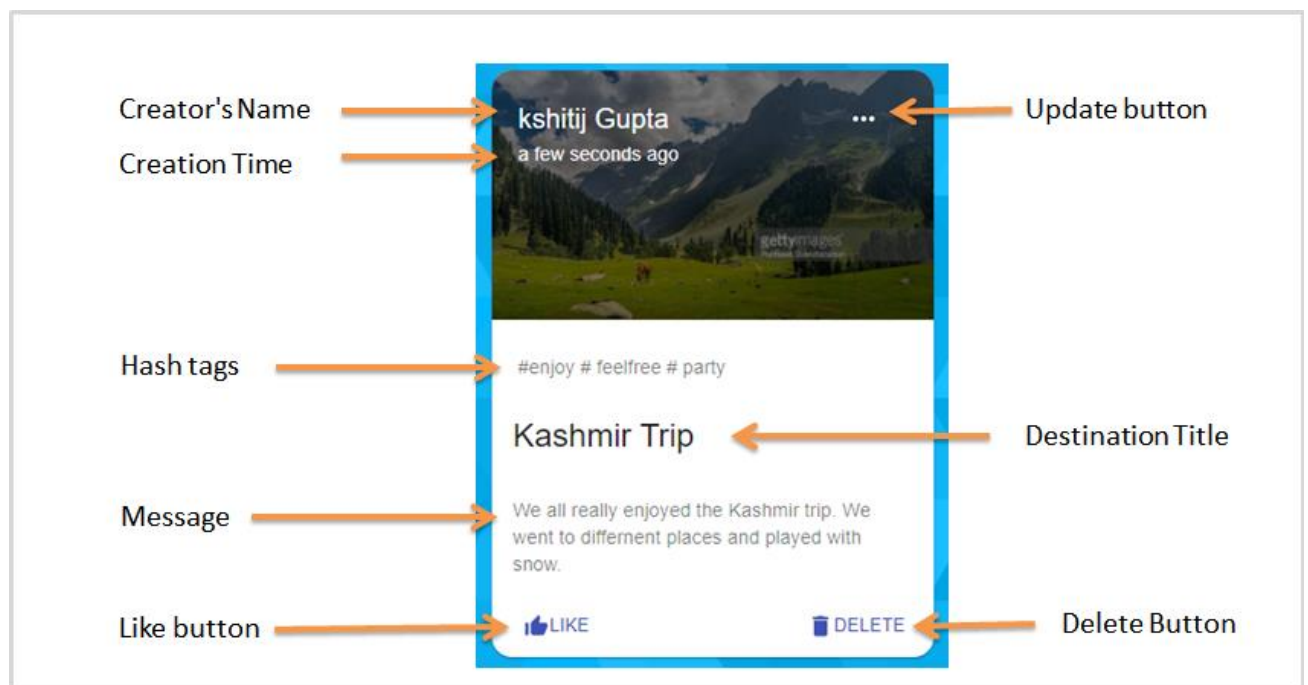 Creator's Name
Creation Time
Hash tags
Message
Like button
kshitij Gupta
a few seconds ago
gettyimages
#enjoy # feelfree # party
Kashmir Trip
We all really enjoyed the Kashmir trip. We
went to differnent places and played with
snow.
LIKE
DELETE
Update button
Destination Title
Delete Button